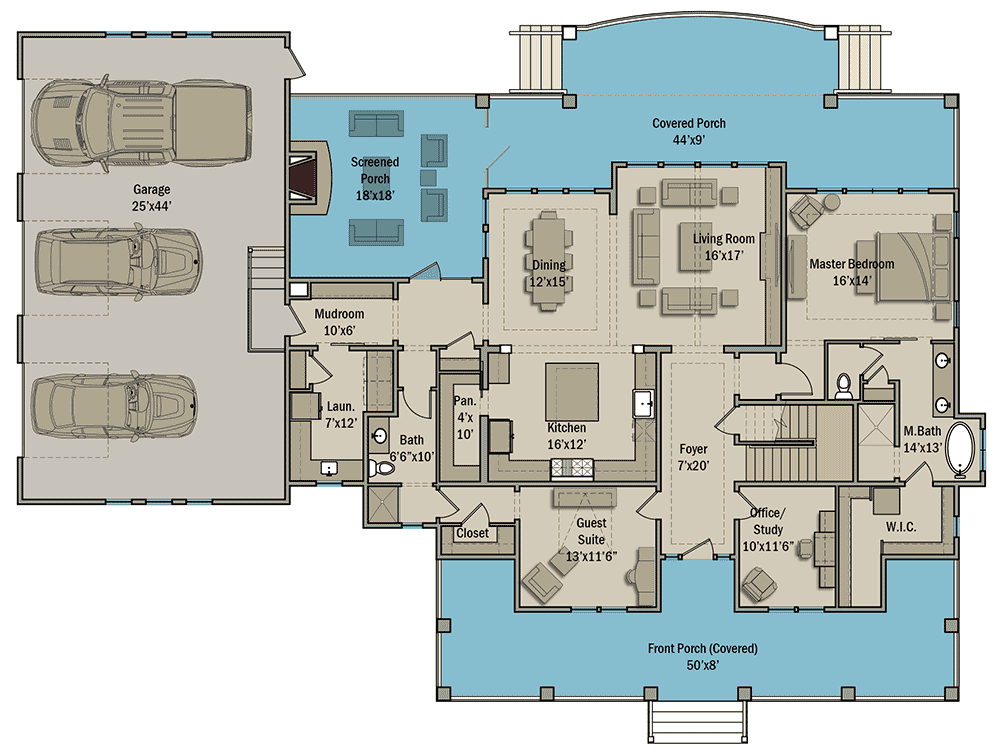 Covered Porch
44'x9'
Screened
Porch
18'x18'
Garage
25'x44'
Living Room
16'x17'
Dining
12'x15'
Master Bedroom
16'x14'
Mudroom
10'x6'
Pan.
4'x
10'
Laun.
7'x12'
Kitchen
16'x12'
M.Bath
14'x13'
Bath
6'6"x10'
Foyer
7'x20'
Office/
Study
10'x11'6"
Guest
Suite
13'x11'6"
W.I.C.
Closet
Front Porch (Covered)
50'x8'